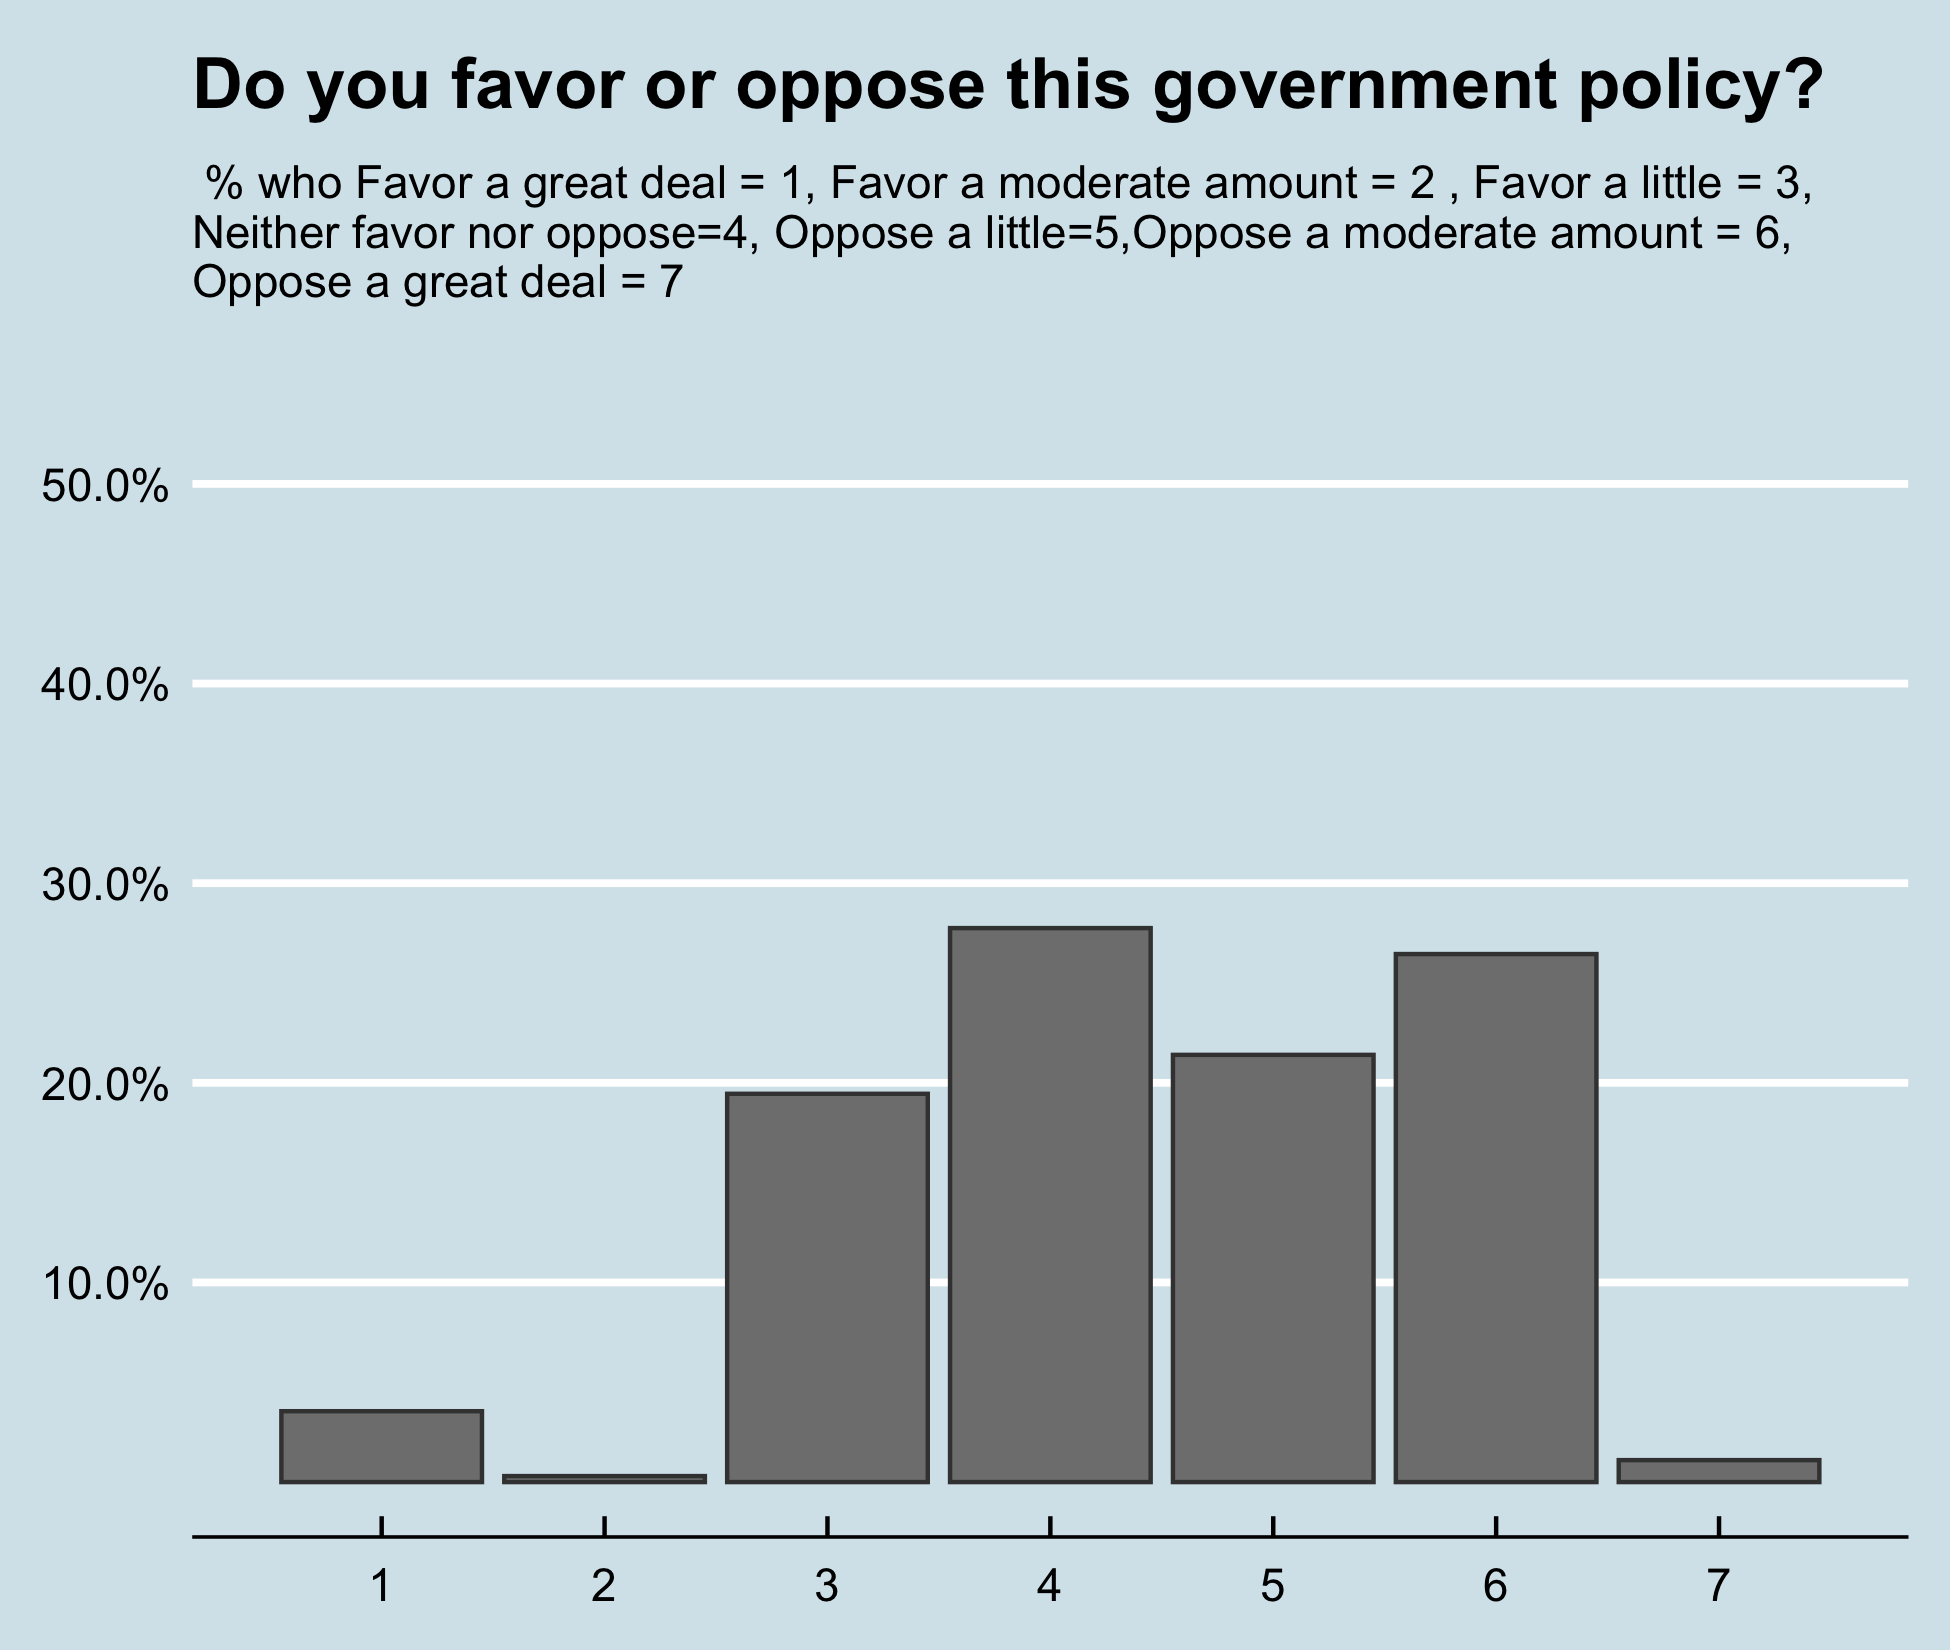 Do you favor or oppose this government policy?
% who Favor a great deal = 1, Favor a moderate amount = 2 , Favor a little = 3,
Neither favor nor oppose=4, Oppose a little=5,Oppose a moderate amount = 6,
Oppose a great deal = 7
50.0%
40.0%
30.0%
20.0%
10.0%
1 2 3 4 5 6 7